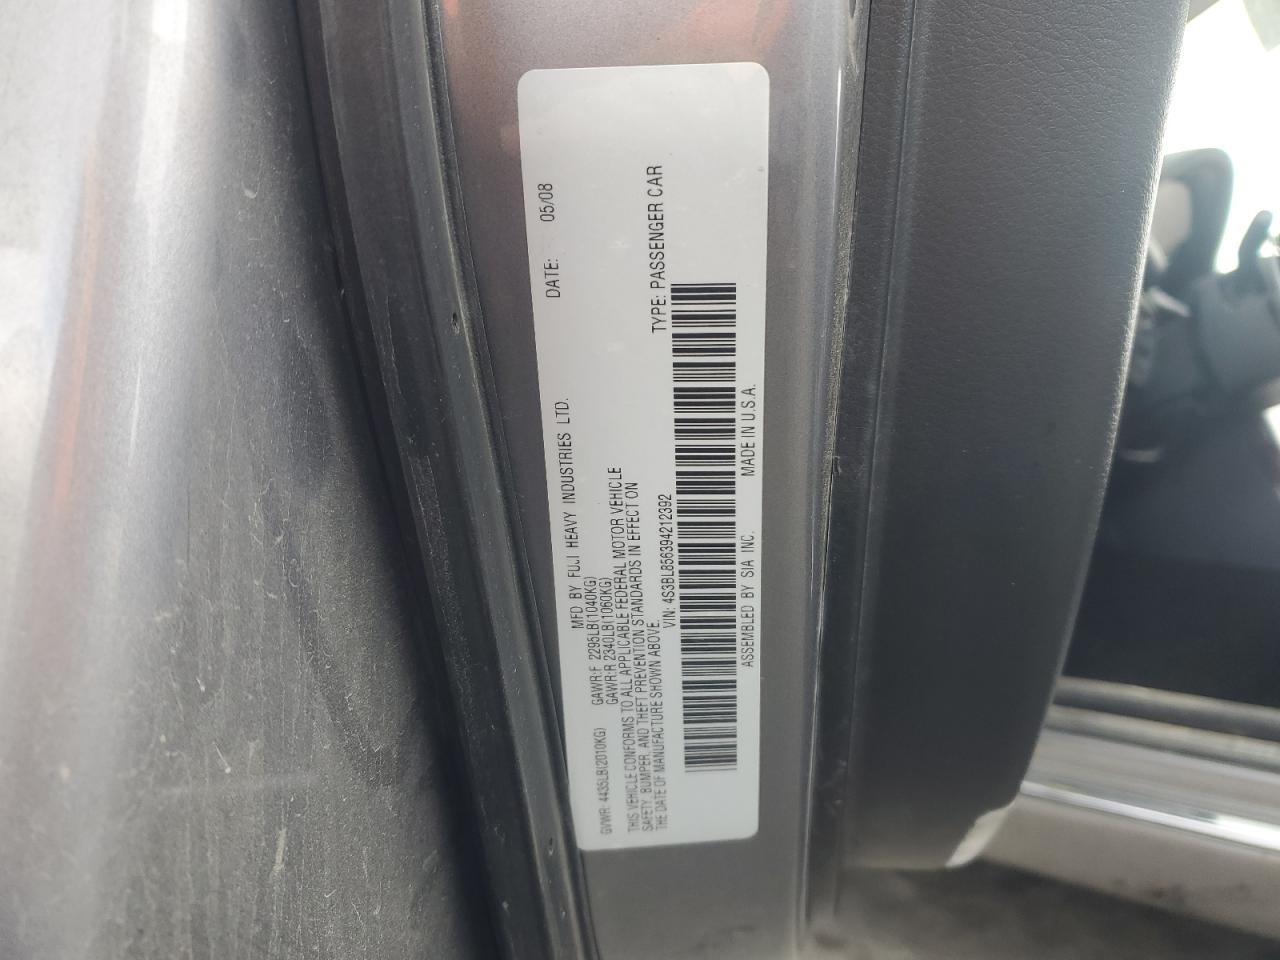 MFD BY FUJI HEAVY INDUSTRIES LTD. DATE: 05/08
GVWR: 4435LB(2010KG) GAWR:F 2295LB(1040KG)
GAWR:R 2340LB(1060KG)
THIS VEHICLE CONFORMS TO ALL APPLICABLE FEDERAL MOTOR VEHICLE
SAFETY, BUMPER, AND THEFT PREVENTION STANDARDS IN EFFECT ON
THE DATE OF MANUFACTURE SHOWN ABOVE.
VIN: 4S3BL856394212392 TYPE: PASSENGER CAR
ASSEMBLED BY SIA INC. MADE IN U.S.A.